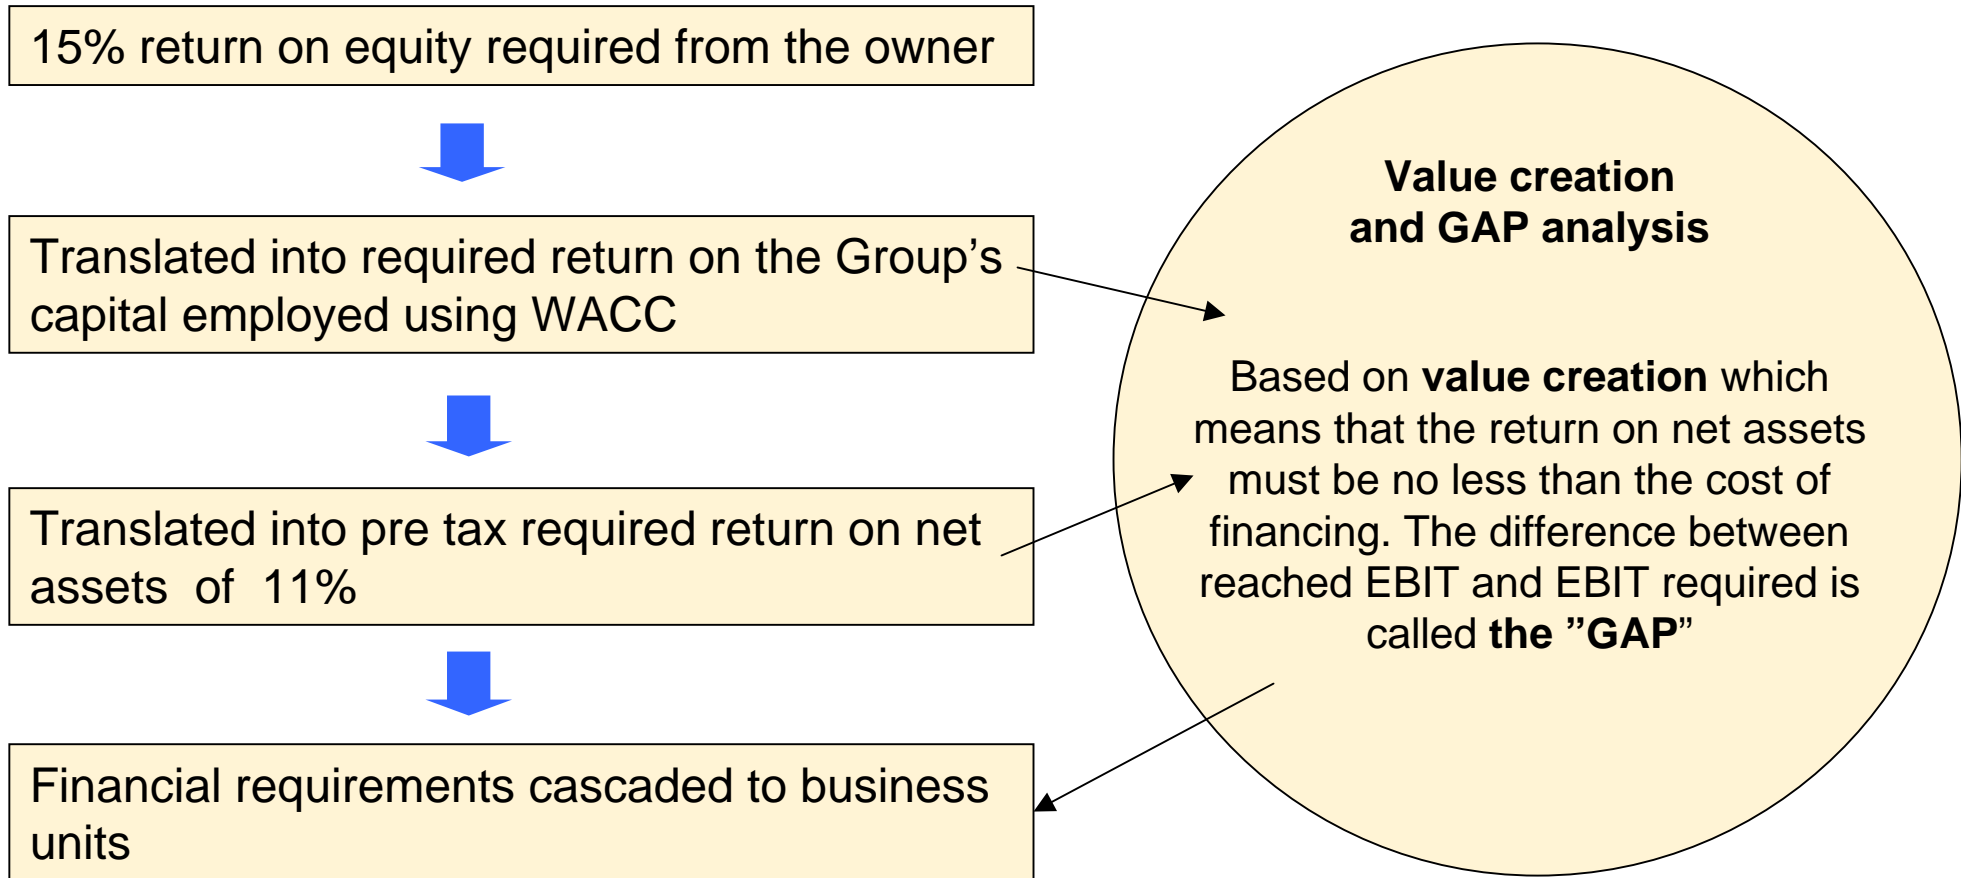 15% return on equity required from the owner
Translated into required return on the Group’s
capital employed using WACC
Translated into pre tax required return on net
assets of 11%
Financial requirements cascaded to business
units
Value creation
and GAP analysis
Based on value creation which
means that the return on net assets
must be no less than the cost of
financing. The difference between
reached EBIT and EBIT required is
called the ”GAP”